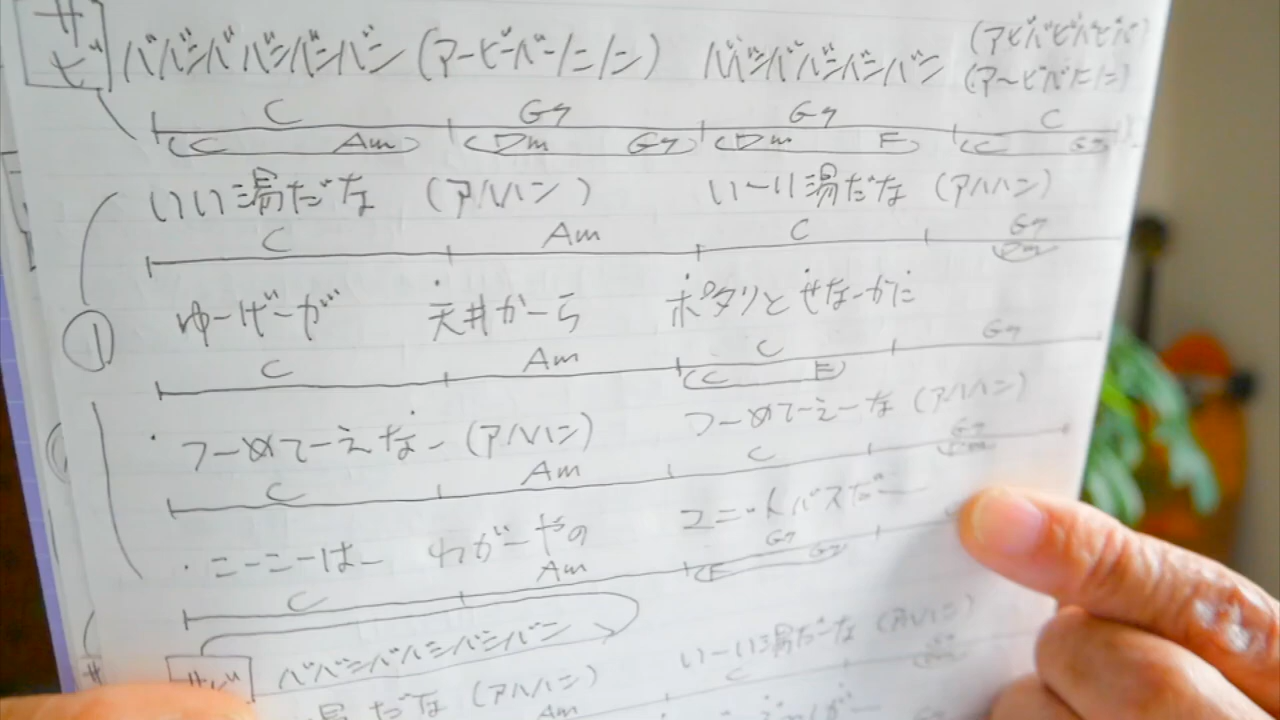 サビ ババンババンバンバン (アービーバーノンノン) ババンババンバンバン (アビバビバビバ)
(ア〜ビバノンノン)
C G7 G7 C
(C Am) (Dm G7) (Dm F) (C G7)
いい湯だな (アハハン) いーい湯だな (アハハン)
C Am C G7
(Dm)
① ゆーげーが 天井かーら ポタリと せなーかに
C Am C G7
(C E)
つーめてーえなー (アハハン) つーめてーえーな (アハハン)
C Am C G7
(Dm)
こーこーはー わがーやの ユニットバスだー
C Am G7
(F G7)
サビ ババンババンバンバン
いーい湯だーな (アハハン)
湯だな (アハハン) C
Am